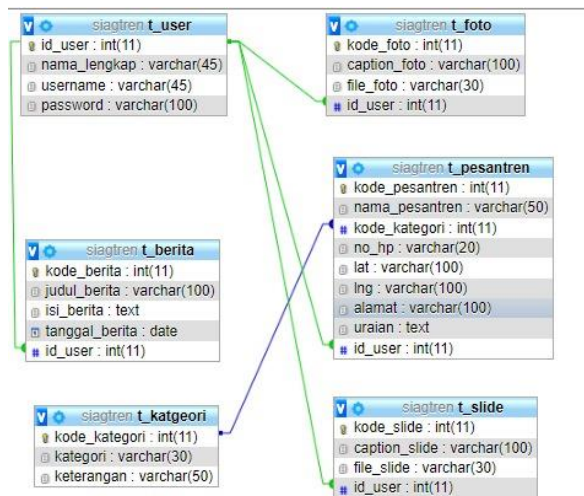 siagtren t_user
id_user : int(11)
nama_lengkap : varchar(45)
username : varchar(45)
password : varchar(100)
siagtren t_foto
kode_foto : int(11)
caption_foto : varchar(100)
file_foto : varchar(30)
id_user : int(11)
siagtren t_pesantren
kode_pesantren : int(11)
nama_pesantren : varchar(50)
kode_kategori : int(11)
no_hp : varchar(20)
lat : varchar(100)
lng : varchar(100)
alamat : varchar(100)
uraian : text
id_user : int(11)
siagtren t_berita
kode_berita : int(11)
judul_berita : varchar(100)
isi_berita : text
tanggal_berita : date
id_user : int(11)
siagtren t_katgeori
kode_kategori : int(11)
kategori : varchar(30)
keterangan : varchar(50)
siagtren t_slide
kode_slide : int(11)
caption_slide : varchar(100)
file_slide : varchar(30)
id_user : int(11)